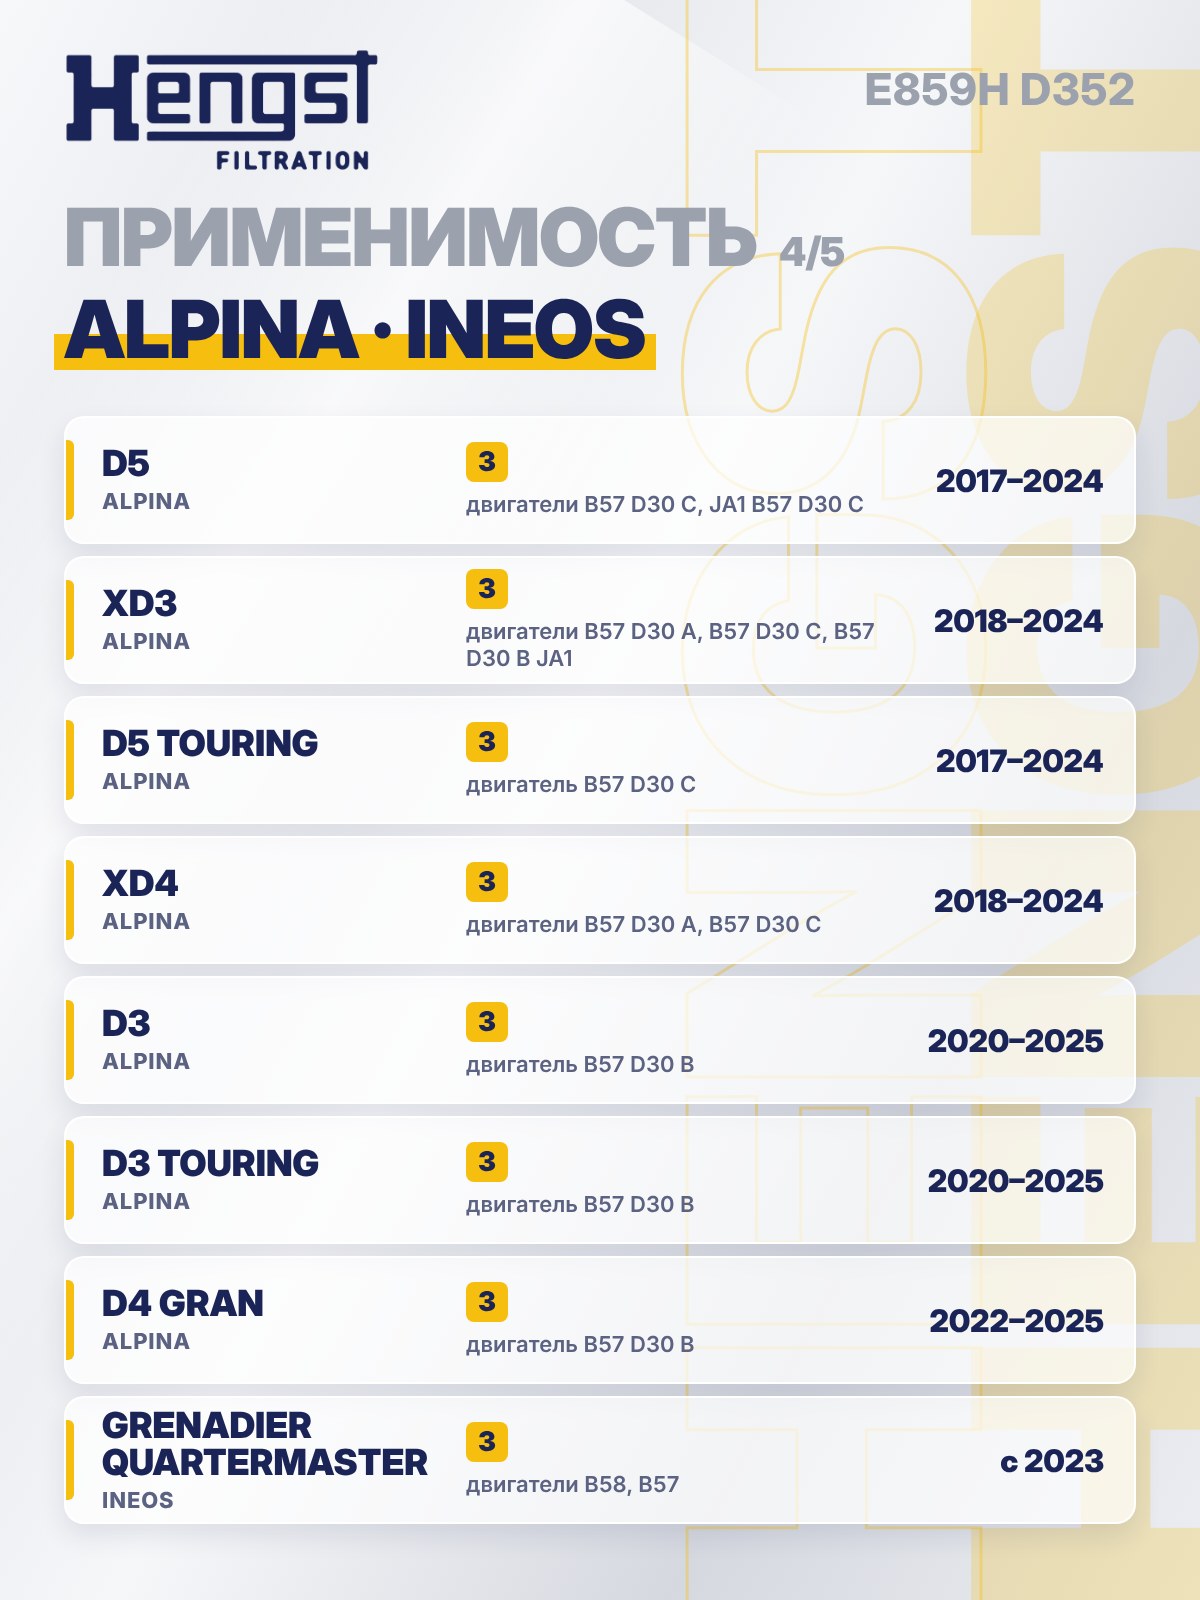 Hengst
FILTRATION
E859H D352
ПРИМЕНИМОСТЬ 4/5
ALPINA · INEOS
D5
ALPINA
3
двигатели B57 D30 C, JA1 B57 D30 C
2017–2024
XD3
ALPINA
3
двигатели B57 D30 A, B57 D30 C, B57
D30 B JA1
2018–2024
D5 TOURING
ALPINA
3
двигатель B57 D30 C
2017–2024
XD4
ALPINA
3
двигатели B57 D30 A, B57 D30 C
2018–2024
D3
ALPINA
3
двигатель B57 D30 B
2020–2025
D3 TOURING
ALPINA
3
двигатель B57 D30 B
2020–2025
D4 GRAN
ALPINA
3
двигатель B57 D30 B
2022–2025
GRENADIER
QUARTERMASTER
INEOS
3
двигатели B58, B57
с 2023
HENGST
HENGST